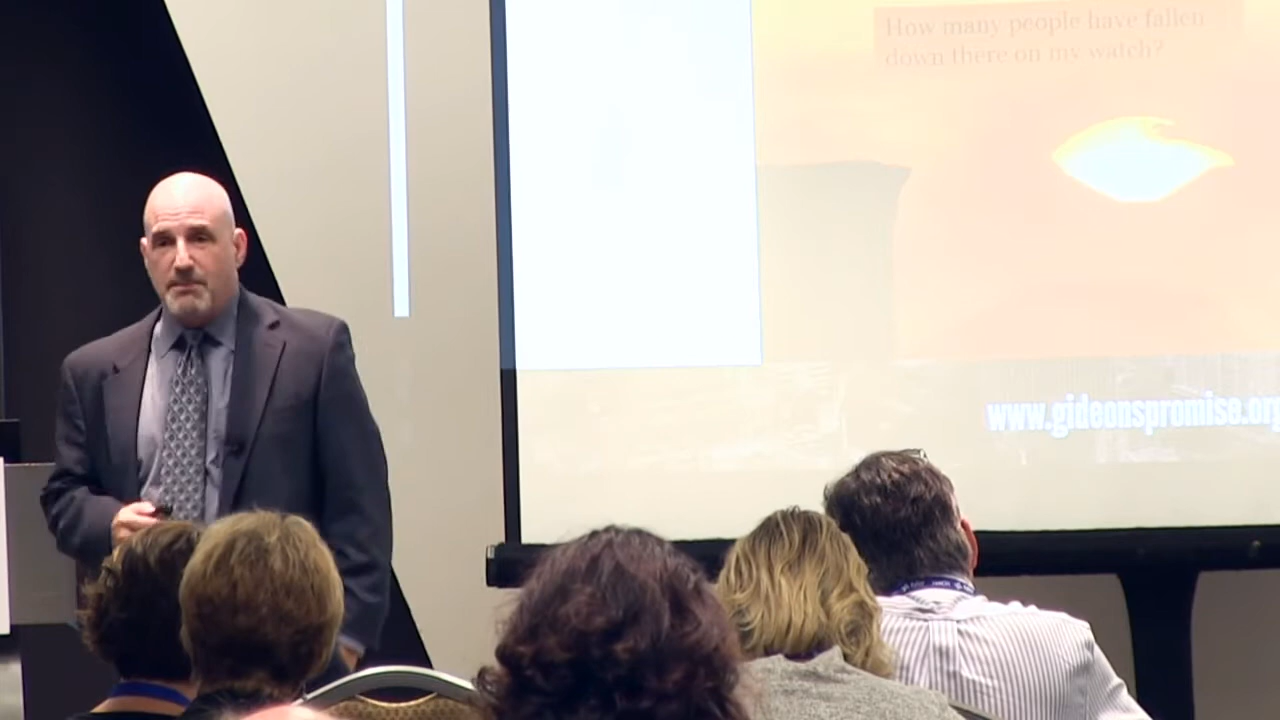 How many people have fallen
down there on my watch?
www.gideonspromise.org